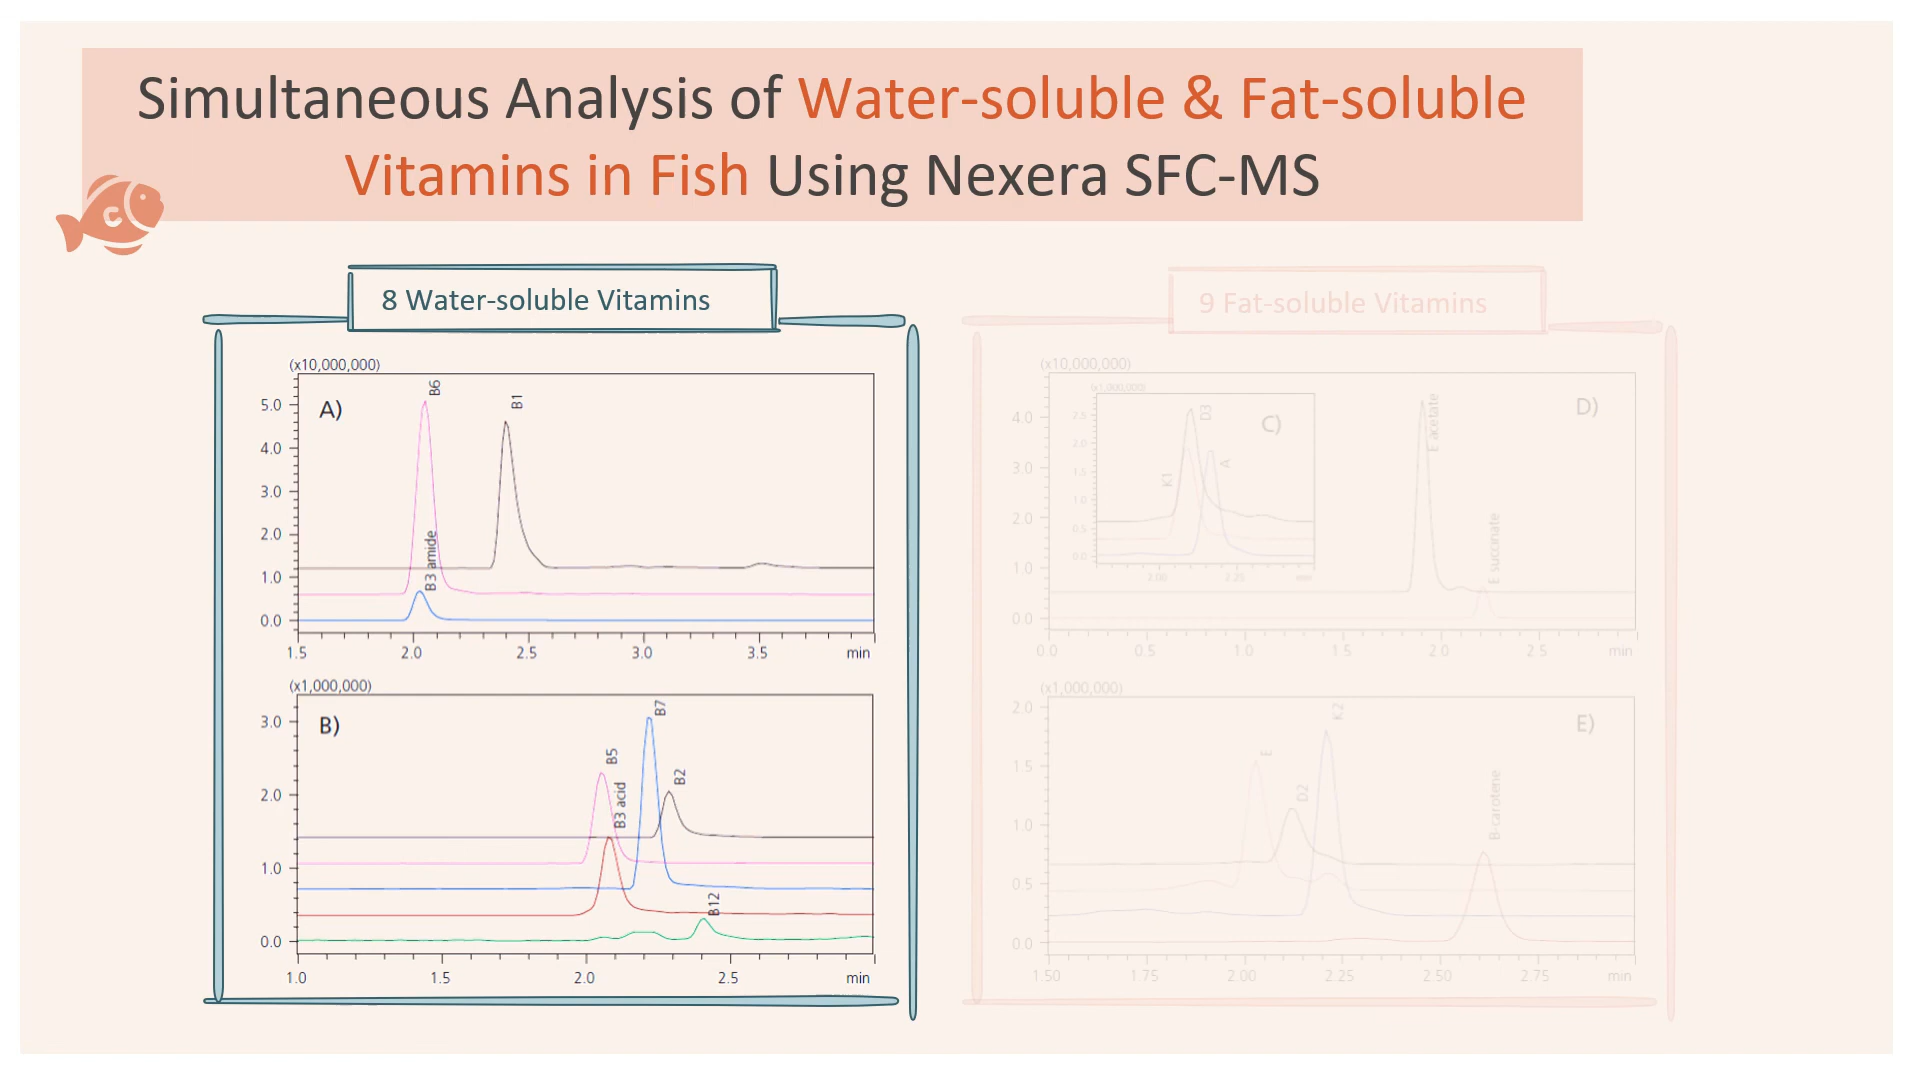 Simultaneous Analysis of Water-soluble & Fat-soluble
Vitamins in Fish Using Nexera SFC-MS
C
8 Water-soluble Vitamins
(x10,000,000)
A)
B6
B1
B3 amide
5.0
4.0
3.0
2.0
1.0
0.0
1.5 2.0 2.5 3.0 3.5 min
(x1,000,000)
B)
B7
B5
B2
B3 acid
B12
3.0
2.0
1.0
0.0
1.0 1.5 2.0 2.5 min
9 Fat-soluble Vitamins
(x10,000,000)
D)
E acetate
E succinate
4.0
3.0
2.0
1.0
0.0
0.0 0.5 1.0 1.5 2.0 2.5 min
(x1,000,000)
C)
D3
A
K1
2.5
2.0
1.5
1.0
0.5
0.0
2.00 2.25 min
(x1,000,000)
E)
K2
E
D2
B-carotene
2.0
1.5
1.0
0.5
0.0
1.50 1.75 2.00 2.25 2.50 2.75 min